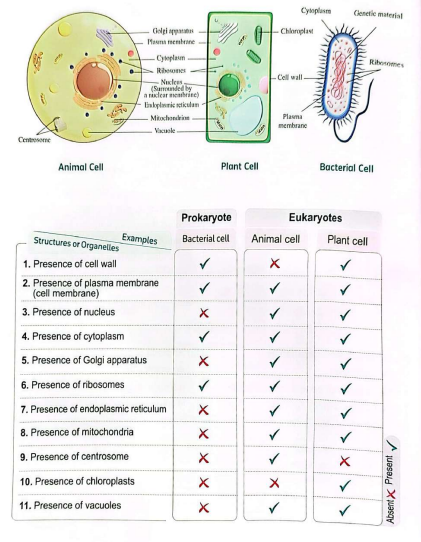 Cytoplasm
Genetic material
Golgi apparatus
Plasma membrane
Chloroplast
Cytoplasm
Ribosomes
Ribosomes
Nucleus
(Surrounded by
a nuclear membrane)
Cell wall
Endoplasmic reticulum
Mitochondrion
Plasma
membrane
Vacuole
Centrosome
Animal Cell
Plant Cell
Bacterial Cell
Prokaryote
Eukaryotes
Examples
Structures or Organelles
Bacterial cell
Animal cell
Plant cell
1. Presence of cell wall ✓ ✗ ✓
2. Presence of plasma membrane
(cell membrane) ✓ ✓ ✓
3. Presence of nucleus ✗ ✓ ✓
4. Presence of cytoplasm ✓ ✓ ✓
5. Presence of Golgi apparatus ✗ ✓ ✓
6. Presence of ribosomes ✓ ✓ ✓
7. Presence of endoplasmic reticulum ✗ ✓ ✓
8. Presence of mitochondria ✗ ✓ ✓
9. Presence of centrosome ✗ ✓ ✗
10. Presence of chloroplasts ✗ ✗ ✓
11. Presence of vacuoles ✗ ✓ ✓
Absent ✗ Present ✓